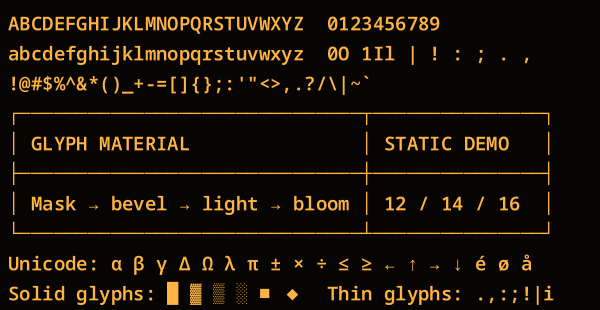 ABCDEFGHIJKLMNOPQRSTUVWXYZ  0123456789
abcdefghijklmnopqrstuvwxyz  0O 1Il | ! : ; . ,
!@#$%^&*()_+-=[]{};:'"<>,.?/\|~`
GLYPH MATERIAL │ STATIC DEMO
Mask → bevel → light → bloom │ 12 / 14 / 16
Unicode: α β γ Δ Ω λ π ± × ÷ ≤ ≥ ← ↑ → ↓ é ø å
Solid glyphs: █ ▓ ▒ ░ ■ ◆  Thin glyphs: .,:;!|i